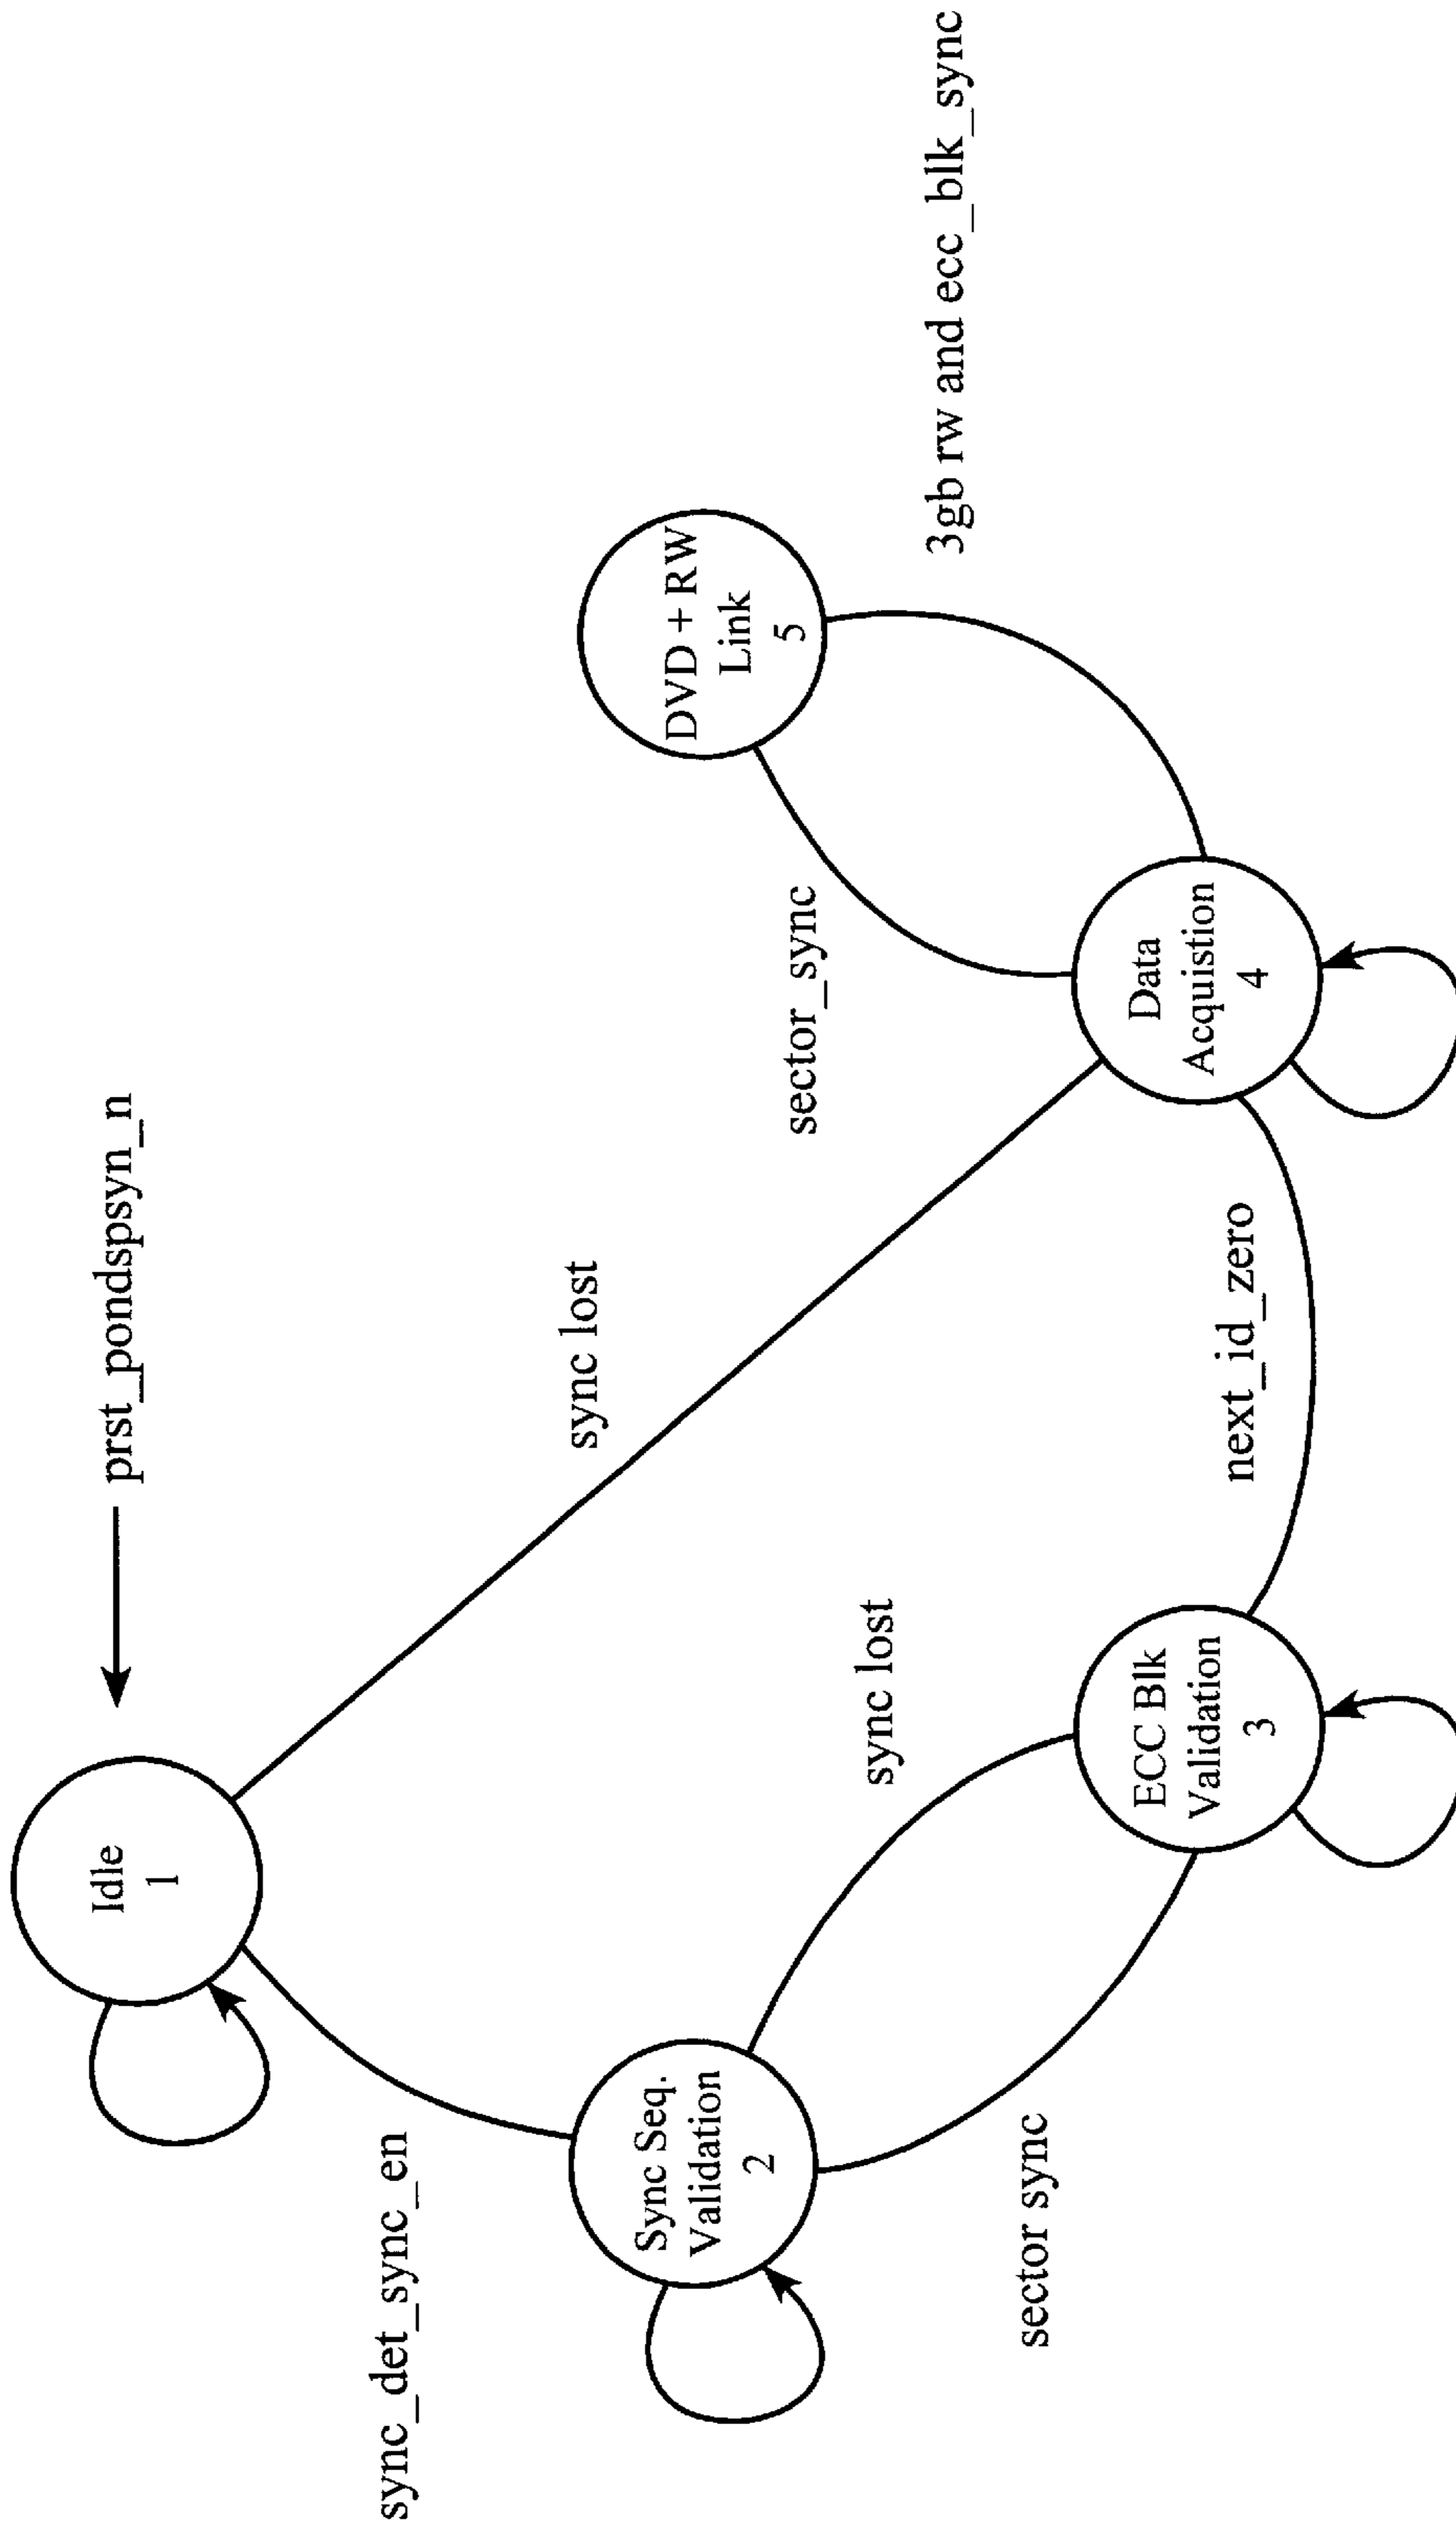 prst_pondspsyn_n
Idle
1
sync_det_sync_en
sync lost
Sync Seq.
Validation
2
sync lost
sector sync
ECC Blk
Validation
3
next_id_zero
sector_sync
Data
Acquistion
4
DVD + RW
Link
5
3gb rw and ecc_blk_sync